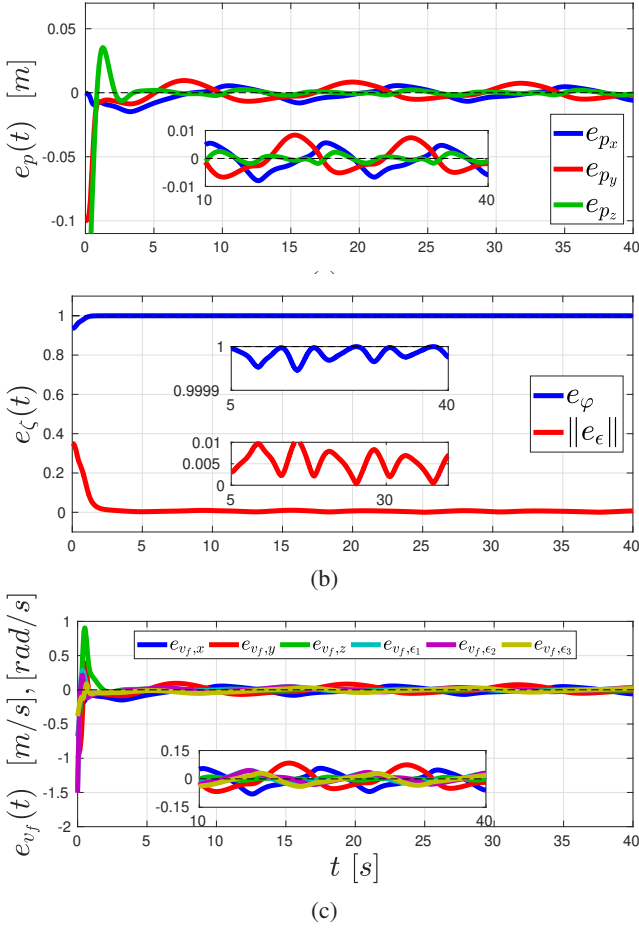 0.05
0
-0.05
-0.1
e_p(t) [m]
0.01
0
-0.01
10
40
e_{p_x}
e_{p_y}
e_{p_z}
0 5 10 15 20 25 30 35 40
1
0.8
0.6
0.4
0.2
0
e_ζ(t)
1
0.9999
5
40
0.01
0.005
0
5
30
e_φ
||e_ϵ||
0 5 10 15 20 25 30 35 40
(b)
1
0.5
0
-0.5
-1
-1.5
-2
e_{v_f}(t) [m/s], [rad/s]
e_{v_f,x} e_{v_f,y} e_{v_f,z} e_{v_f,ϵ_1} e_{v_f,ϵ_2} e_{v_f,ϵ_3}
0.15
0
-0.15
10
40
0 5 10 15 20 25 30 35 40
t [s]
(c)